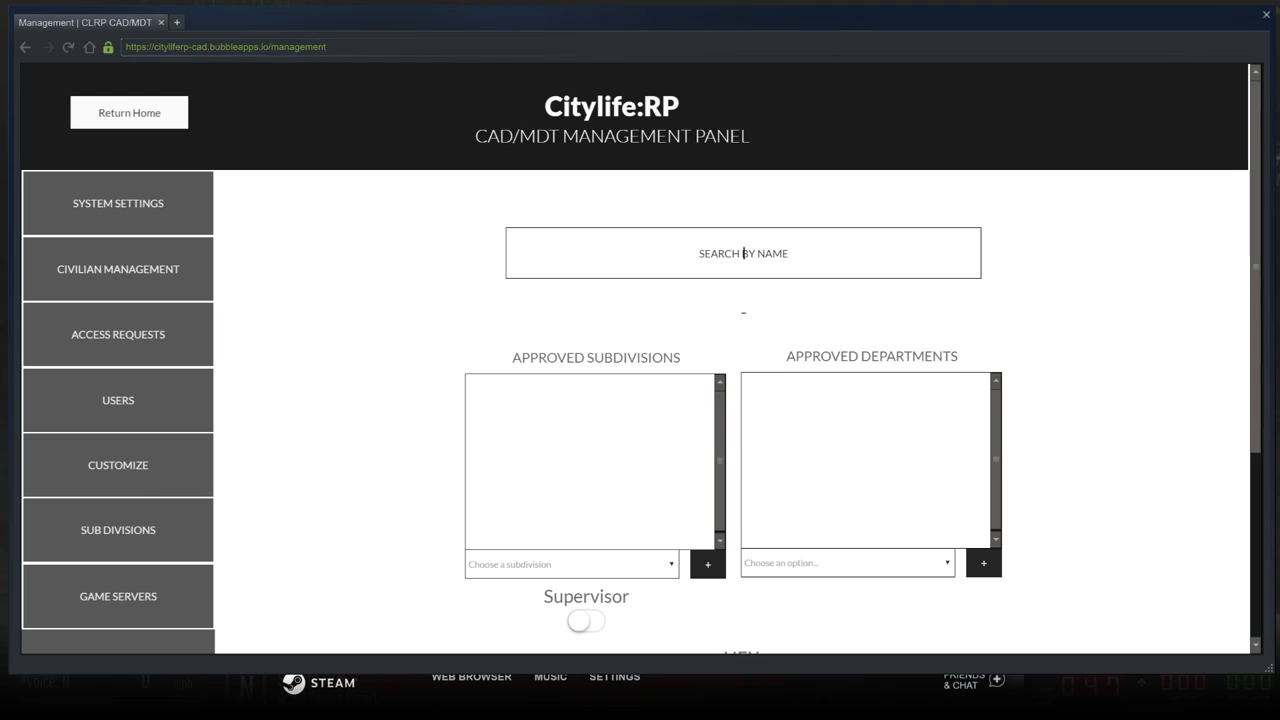 Management | CLRP CAD/MDT
https://cityliferp-cad.bubbleapps.io/management
Return Home
Citylife:RP
CAD/MDT MANAGEMENT PANEL
SYSTEM SETTINGS
CIVILIAN MANAGEMENT
ACCESS REQUESTS
USERS
CUSTOMIZE
SUB DIVISIONS
GAME SERVERS
SEARCH BY NAME
-
APPROVED SUBDIVISIONS
APPROVED DEPARTMENTS
Choose a subdivision
+
Choose an option...
+
Supervisor
HEX
STEAM
WEB BROWSER
MUSIC
SETTINGS
FRIENDS
& CHAT